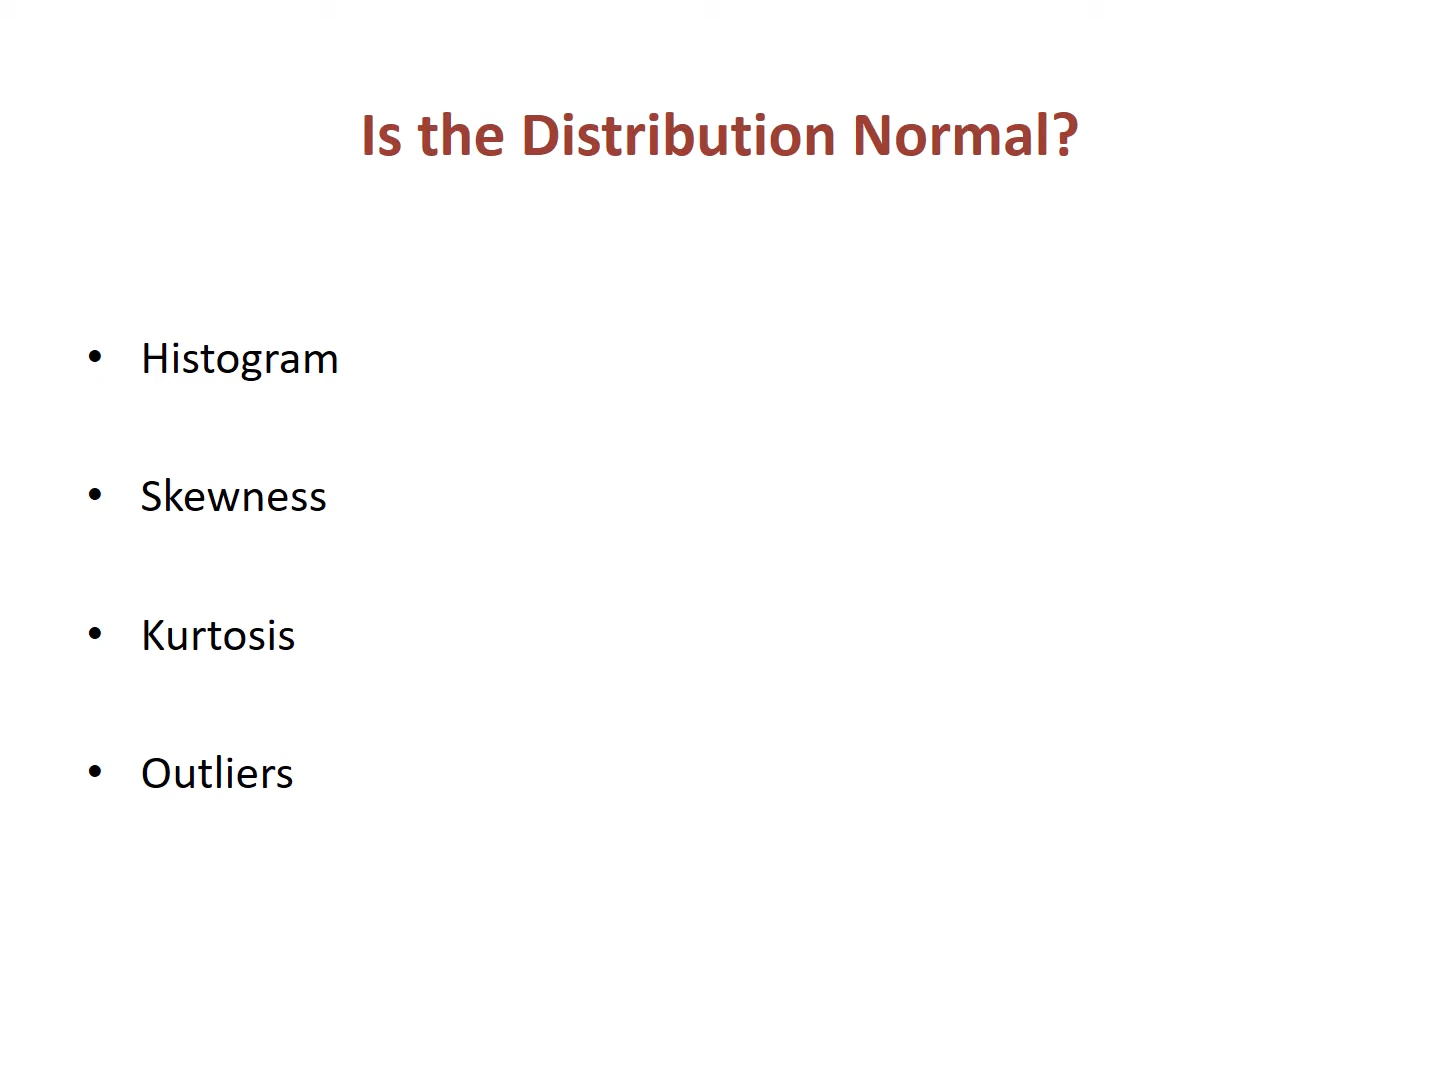 Is the Distribution Normal?
• Histogram
• Skewness
• Kurtosis
• Outliers